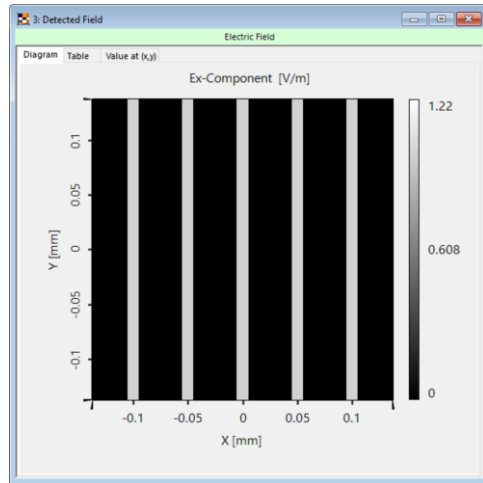 3: Detected Field
Electric Field
Diagram Table Value at (x,y)
Ex-Component [V/m]
1.22
0.1
0.05
0.608
0
Y [mm]
-0.05
-0.1
0
-0.1 -0.05 0 0.05 0.1
X [mm]